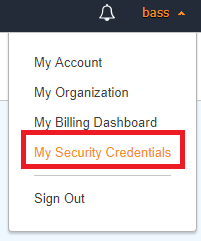 bass
My Account
My Organization
My Billing Dashboard
My Security Credentials
Sign Out